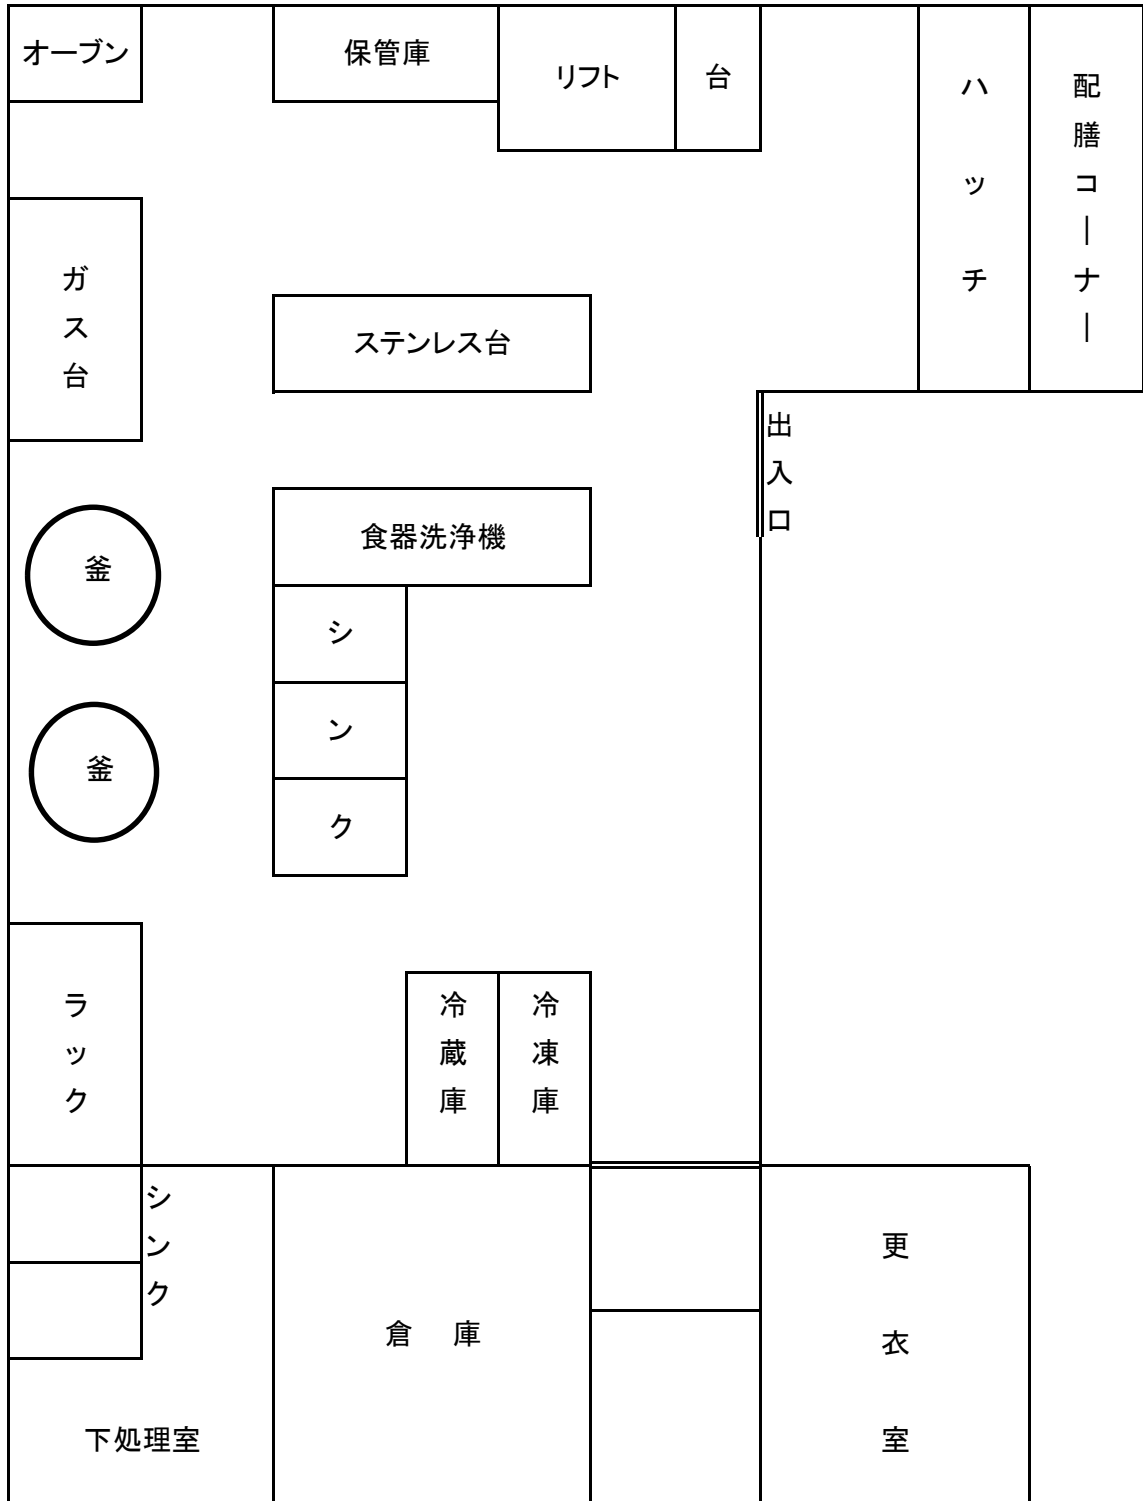 オーブン
保管庫
リフト
台
ハッチ
配膳コーナー
ガス台
ステンレス台
出入口
食器洗浄機
釜
シンク
釜
ラック
冷蔵庫
冷凍庫
シンク
更衣室
倉 庫
下処理室